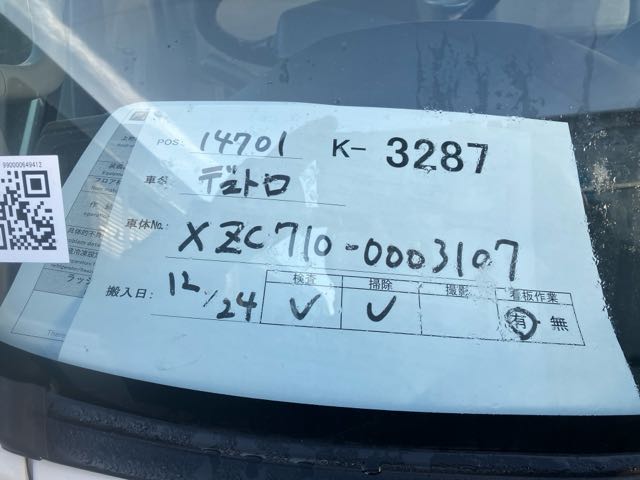 990000649412
POS: 14701 K- 3287
車名 デュトロ
車体No. XZC710-0003107
搬入日: 12/24
検査 掃除 撮影 看板作業
✓ ✓ 有 無